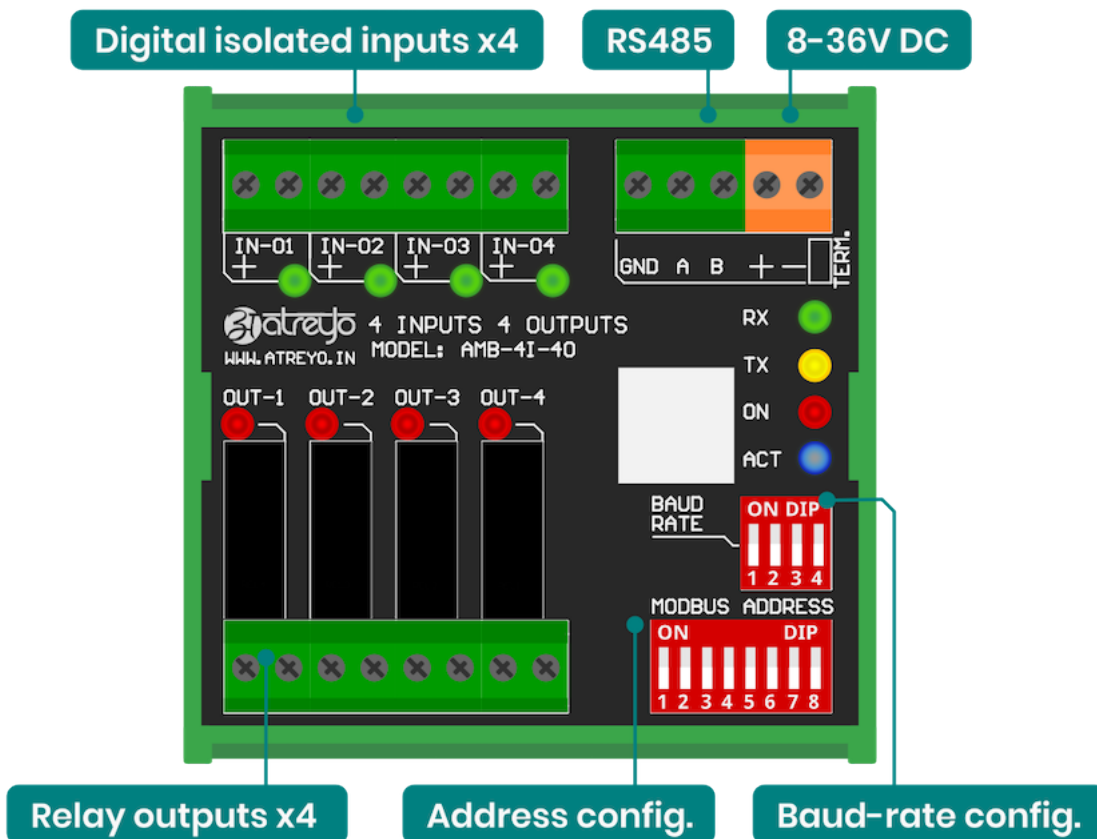 Digital isolated inputs x4
RS485
8-36V DC
IN-01 IN-02 IN-03 IN-04
+ + + +
GND A B + −
TERM.
atreyo
WWW.ATREYO.IN
4 INPUTS 4 OUTPUTS
MODEL: AMB-4I-4O
RX
TX
ON
ACT
OUT-1 OUT-2 OUT-3 OUT-4
BAUD
RATE
ON DIP
1 2 3 4
MODBUS ADDRESS
ON DIP
1 2 3 4 5 6 7 8
Relay outputs x4
Address config.
Baud-rate config.